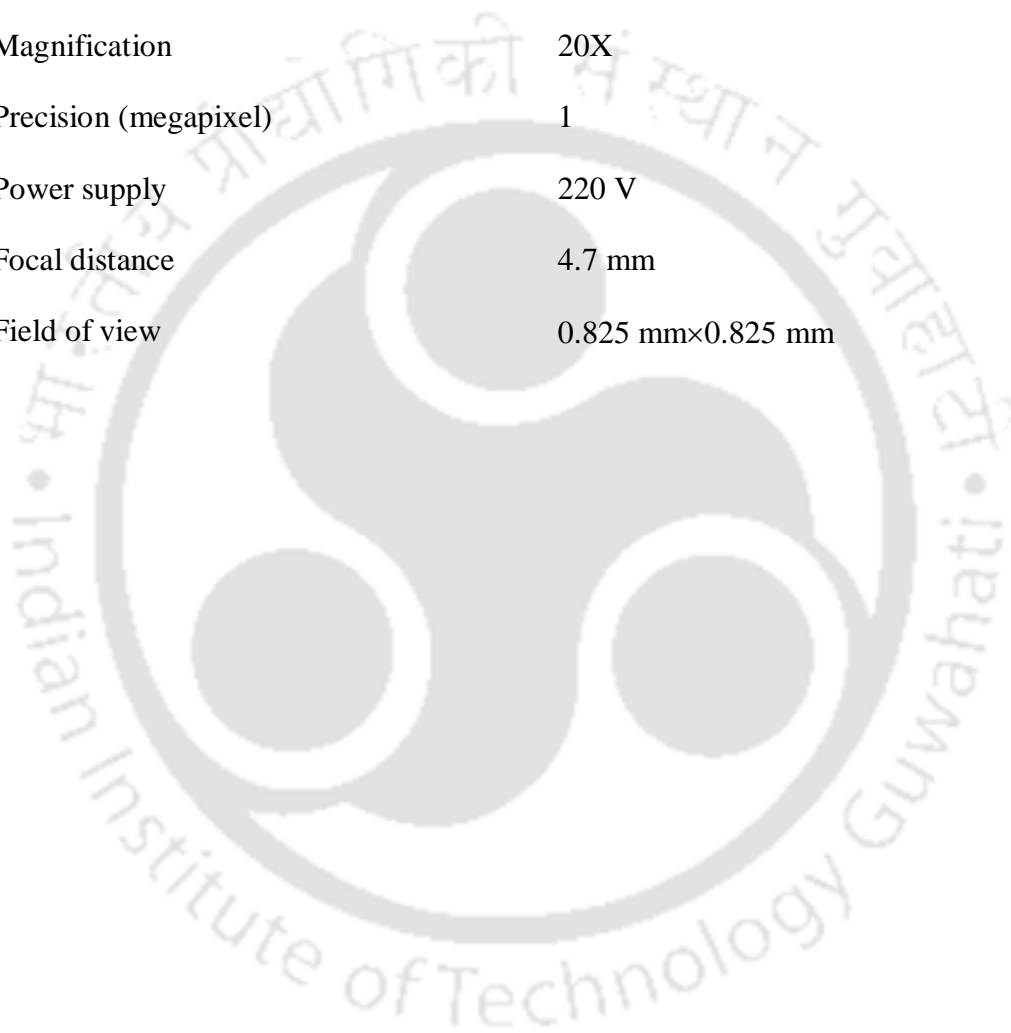 Magnification 20X
Precision (megapixel) 1
Power supply 220 V
Focal distance 4.7 mm
Field of view 0.825 mm×0.825 mm
भारतीय प्रौद्योगिकी संस्थान गुवाहाटी
Indian Institute of Technology Guwahati